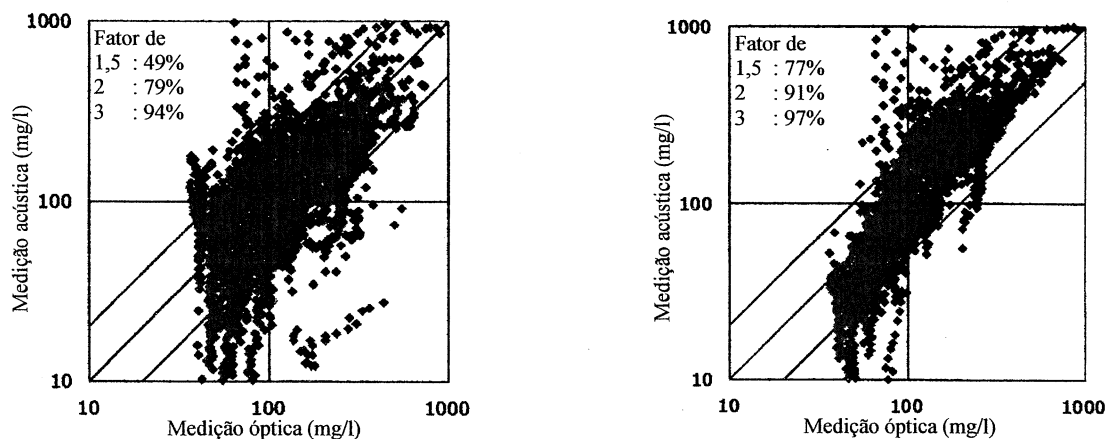 1000
Fator de
1,5 : 49%
2 : 79%
3 : 94%
100
10
10 100 1000
Medição acústica (mg/l)
Medição óptica (mg/l)
1000
Fator de
1,5 : 77%
2 : 91%
3 : 97%
100
10
10 100 1000
Medição acústica (mg/l)
Medição óptica (mg/l)